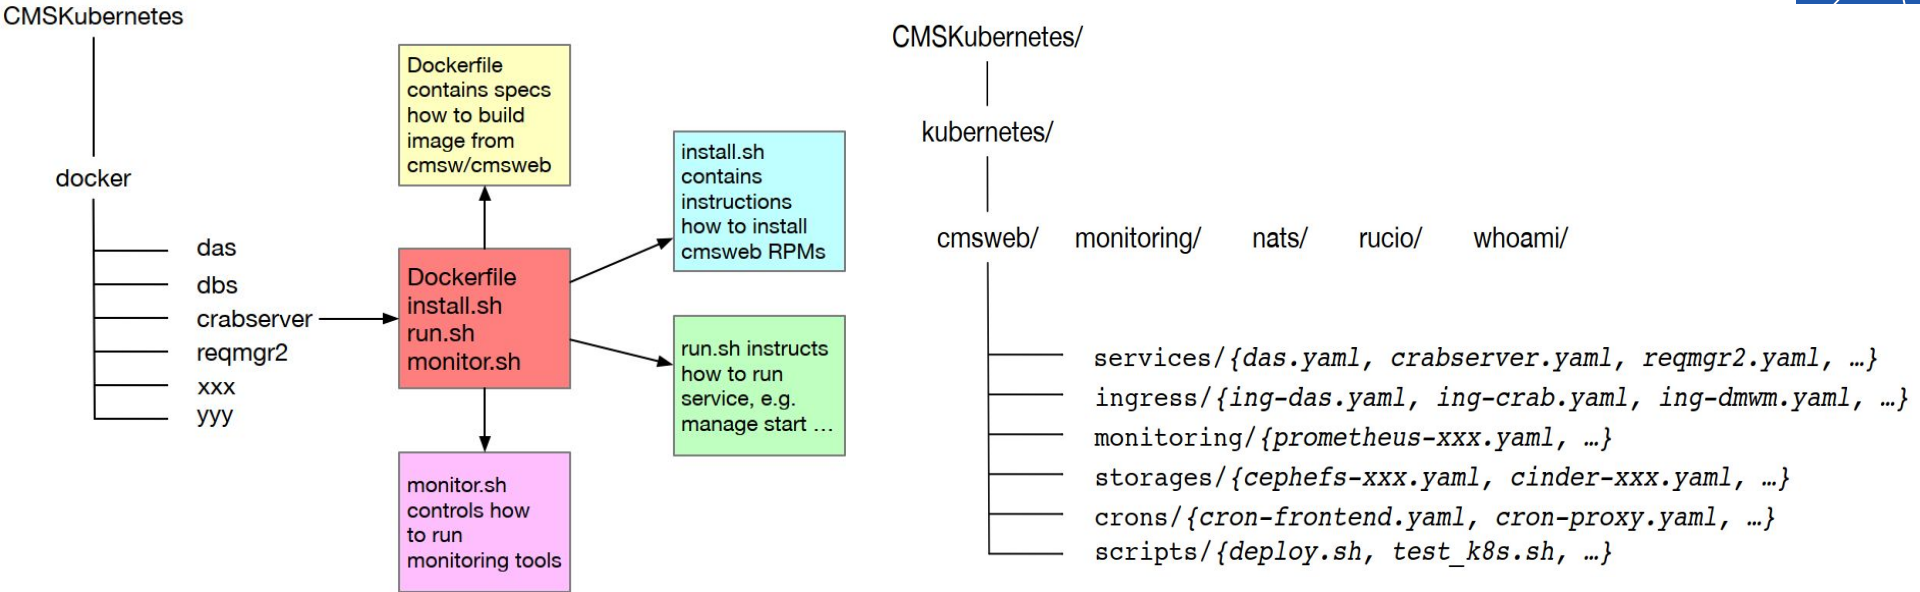 CMSKubernetes
docker
das
dbs
crabserver
reqmgr2
xxx
yyy
Dockerfile
contains specs
how to build
image from
cmsw/cmsweb
Dockerfile
install.sh
run.sh
monitor.sh
monitor.sh
controls how
to run
monitoring tools
install.sh
contains
instructions
how to install
cmsweb RPMs
run.sh instructs
how to run
service, e.g.
manage start …
CMSKubernetes/
kubernetes/
cmsweb/ monitoring/ nats/ rucio/ whoami/
services/{das.yaml, crabserver.yaml, reqmgr2.yaml, …}
ingress/{ing-das.yaml, ing-crab.yaml, ing-dmwm.yaml, …}
monitoring/{prometheus-xxx.yaml, …}
storages/{cephefs-xxx.yaml, cinder-xxx.yaml, …}
crons/{cron-frontend.yaml, cron-proxy.yaml, …}
scripts/{deploy.sh, test_k8s.sh, …}